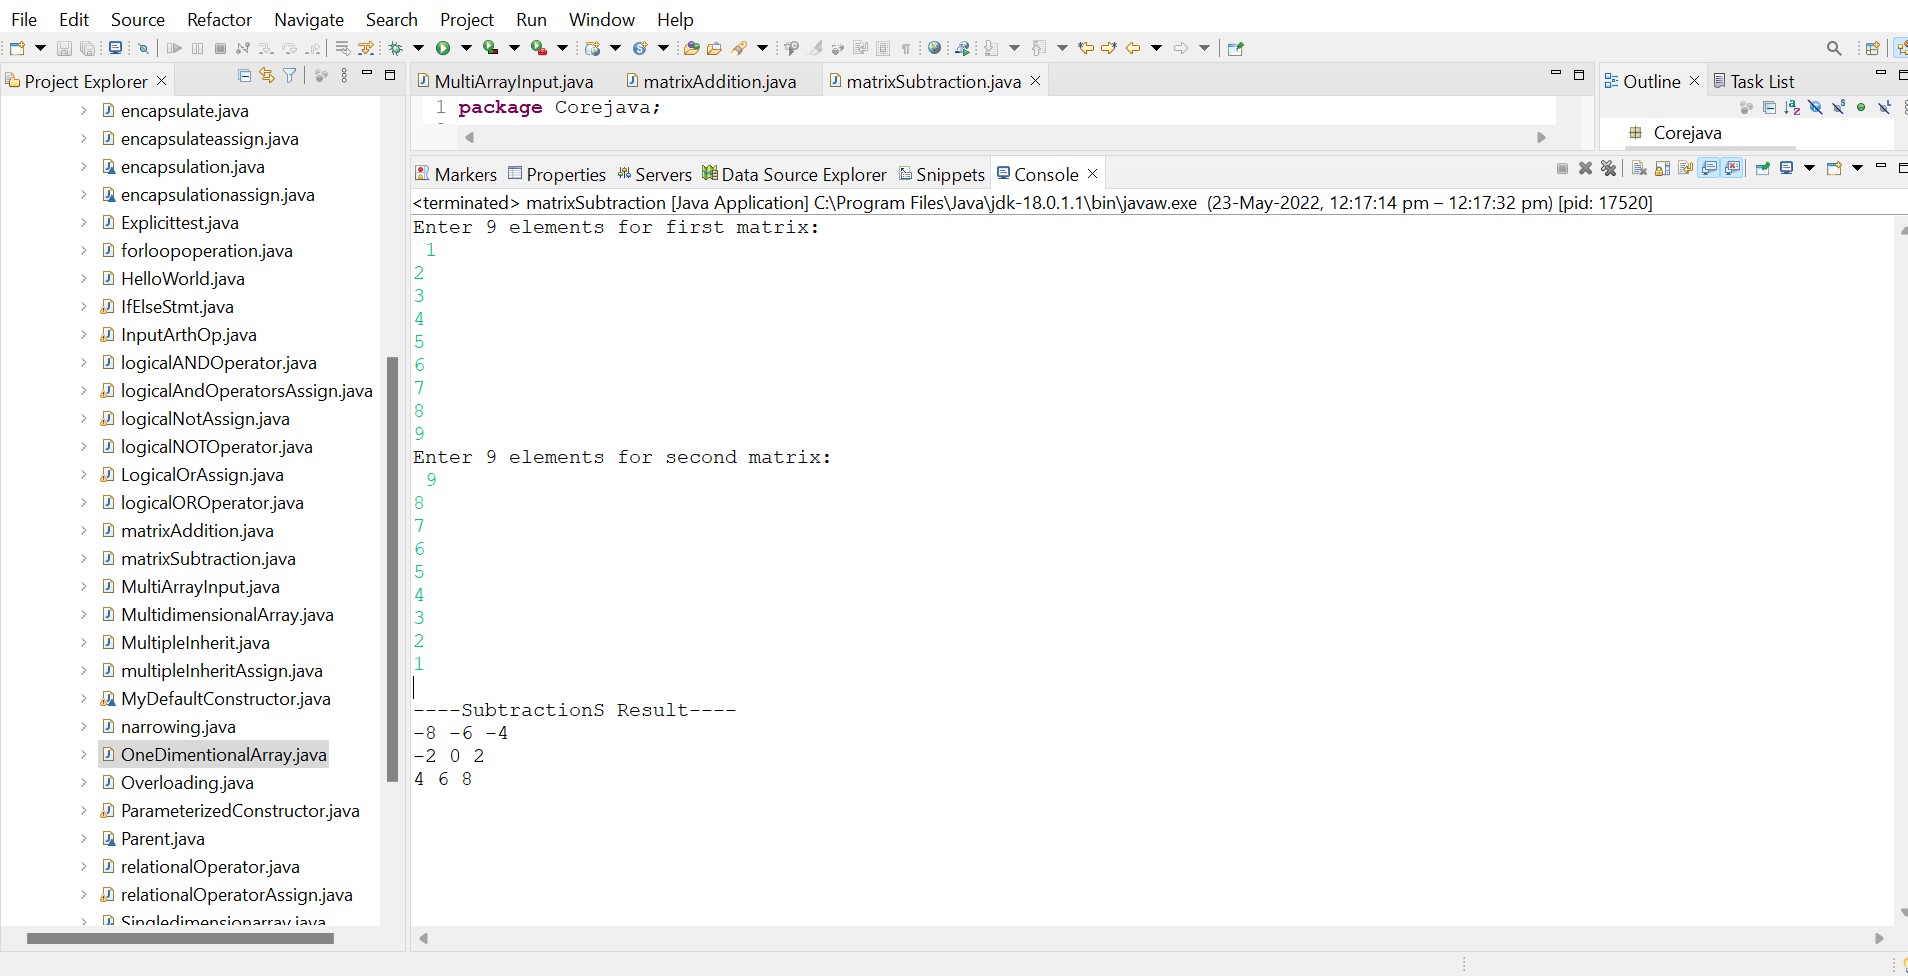 File Edit Source Refactor Navigate Search Project Run Window Help
Project Explorer
encapsulate.java
encapsulateassign.java
encapsulation.java
encapsulationassign.java
Explicittest.java
forloopoperation.java
HelloWorld.java
IfElseStmt.java
InputArthOp.java
logicalANDOperator.java
logicalAndOperatorsAssign.java
logicalNotAssign.java
logicalNOTOperator.java
LogicalOrAssign.java
logicalOROperator.java
matrixAddition.java
matrixSubtraction.java
MultiArrayInput.java
MultidimensionalArray.java
MultipleInherit.java
multipleInheritAssign.java
MyDefaultConstructor.java
narrowing.java
OneDimentionalArray.java
Overloading.java
ParameterizedConstructor.java
Parent.java
relationalOperator.java
relationalOperatorAssign.java
Singledimensionarray.java
MultiArrayInput.java matrixAddition.java matrixSubtraction.java
1 package Corejava;
Outline Task List
Corejava
Markers Properties Servers Data Source Explorer Snippets Console
<terminated> matrixSubtraction [Java Application] C:\Program Files\Java\jdk-18.0.1.1\bin\javaw.exe (23-May-2022, 12:17:14 pm – 12:17:32 pm) [pid: 17520]
Enter 9 elements for first matrix:
1
2
3
4
5
6
7
8
9
Enter 9 elements for second matrix:
9
8
7
6
5
4
3
2
1
----SubtractionS Result----
-8 -6 -4
-2 0 2
4 6 8